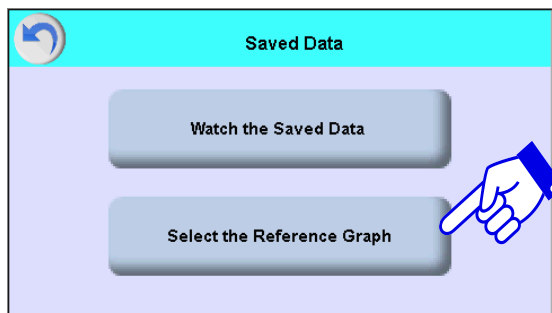 Saved Data
Watch the Saved Data
Select the Reference Graph